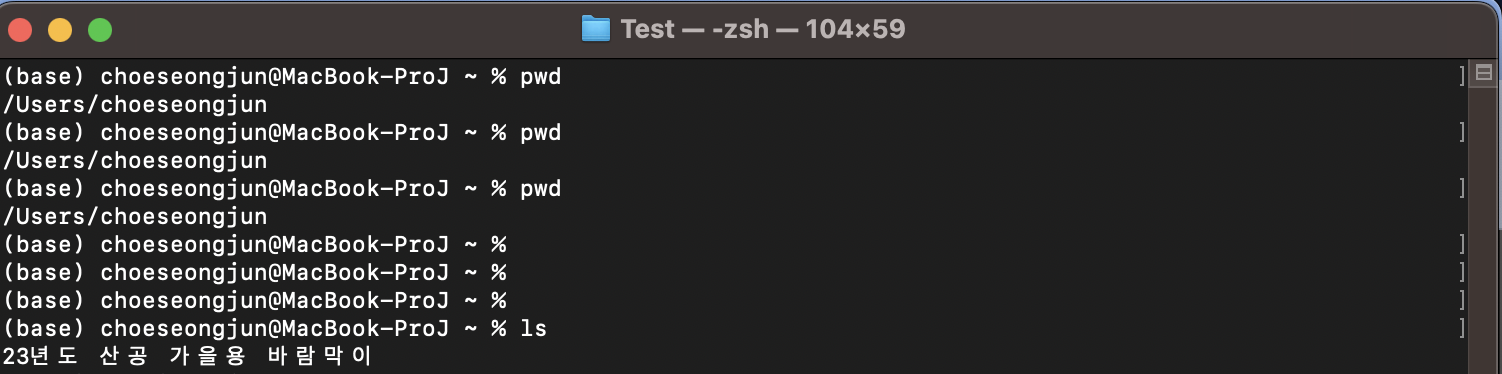 Test — -zsh — 104×59
(base) choeseongjun@MacBook-ProJ ~ % pwd
/Users/choeseongjun
(base) choeseongjun@MacBook-ProJ ~ % pwd
/Users/choeseongjun
(base) choeseongjun@MacBook-ProJ ~ % pwd
/Users/choeseongjun
(base) choeseongjun@MacBook-ProJ ~ %
(base) choeseongjun@MacBook-ProJ ~ %
(base) choeseongjun@MacBook-ProJ ~ %
(base) choeseongjun@MacBook-ProJ ~ % ls
23년도 산공 가을용 바람막이